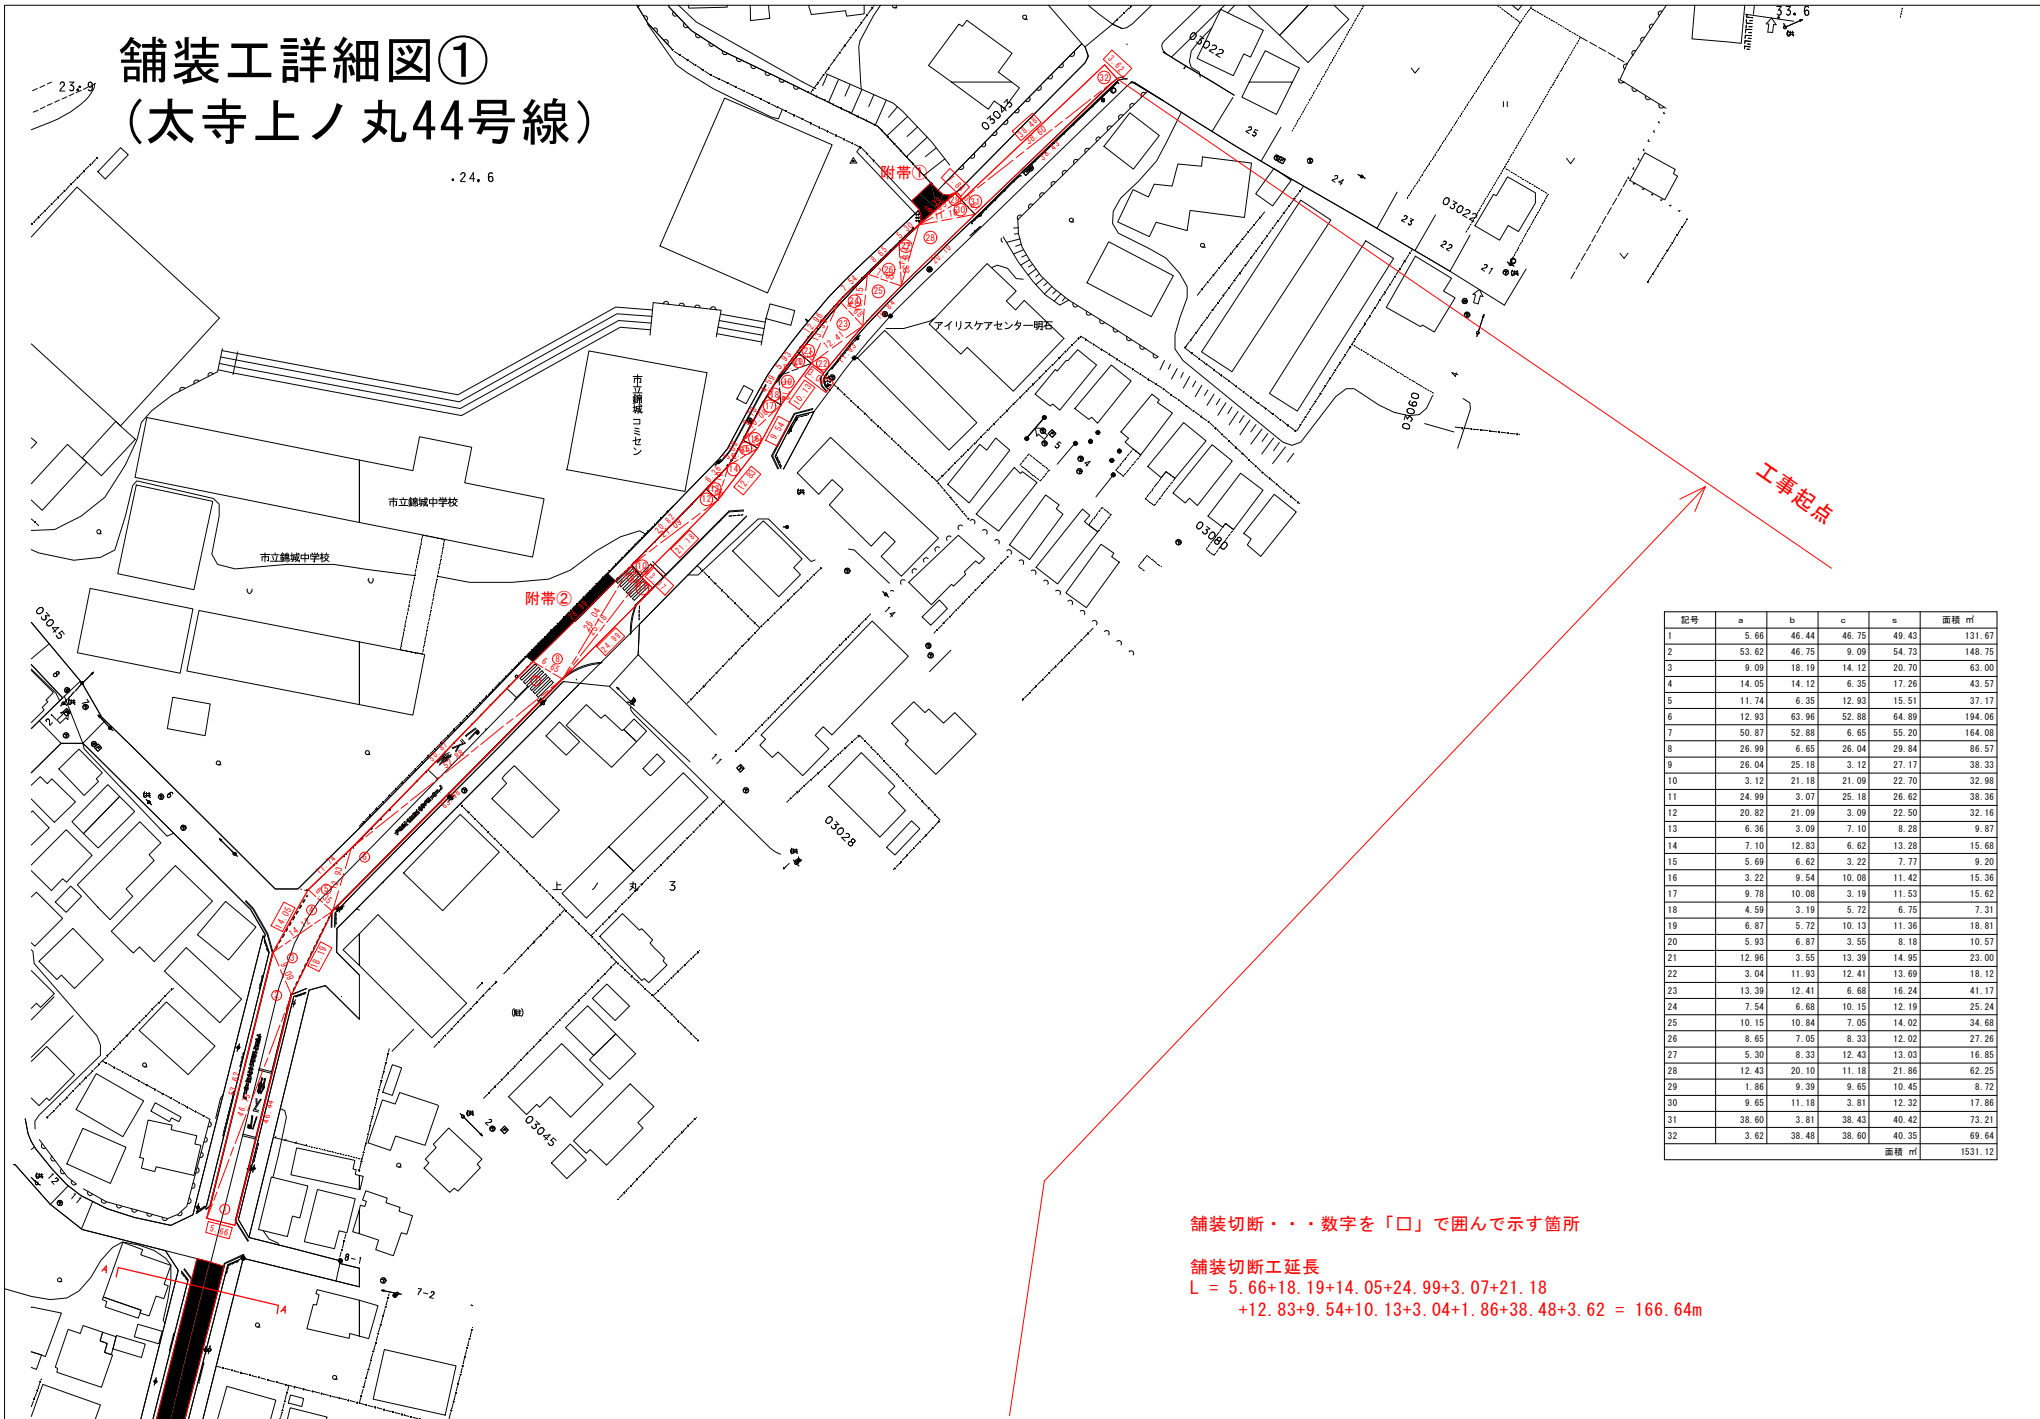 舗装工詳細図①
(太寺上ノ丸44号線)
23.9
.24.6
33.6
03022
03043
附帯①
25
24
23
22
21
03022
アイリスケアセンター明石
市立錦城コミセン
市立錦城中学校
市立錦城中学校
03060
03080
工事起点
附帯②
03045
03028
上ノ丸 3
03045
14
11
8-1
7-2
A
A
記号 a b c s 面積 ㎡
1 5.66 46.44 46.75 49.43 131.67
2 53.62 46.75 9.09 54.73 148.75
3 9.09 18.19 14.12 20.70 63.00
4 14.05 14.12 6.35 17.26 43.57
5 11.74 6.35 12.93 15.51 37.17
6 12.93 63.96 52.88 64.89 194.06
7 50.87 52.88 6.65 55.20 164.08
8 26.99 6.65 26.04 29.84 86.57
9 26.04 25.18 3.12 27.17 38.33
10 3.12 21.18 21.09 22.70 32.98
11 24.99 3.07 25.18 26.62 38.36
12 20.82 21.09 3.09 22.50 32.16
13 6.36 3.09 7.10 8.28 9.87
14 7.10 12.83 6.62 13.28 15.68
15 5.69 6.62 3.22 7.77 9.20
16 3.22 9.54 10.08 11.42 15.36
17 9.78 10.08 3.19 11.53 15.62
18 4.59 3.19 5.72 6.75 7.31
19 6.87 5.72 10.13 11.36 18.81
20 5.93 6.87 3.55 8.18 10.57
21 12.96 3.55 13.39 14.95 23.00
22 3.04 11.93 12.41 13.69 18.12
23 13.39 12.41 6.68 16.24 41.17
24 7.54 6.68 10.15 12.19 25.24
25 10.15 10.84 7.05 14.02 34.68
26 8.65 7.05 8.33 12.02 27.26
27 5.30 8.33 12.43 13.03 16.85
28 12.43 20.10 11.18 21.86 62.25
29 1.86 9.39 9.65 10.45 8.72
30 9.65 11.18 3.81 12.32 17.86
31 38.60 3.81 38.43 40.42 73.21
32 3.62 38.48 38.60 40.35 69.64
面積 ㎡ 1531.12
舗装切断・・・数字を「□」で囲んで示す箇所
舗装切断工延長
L = 5.66+18.19+14.05+24.99+3.07+21.18
+12.83+9.54+10.13+3.04+1.86+38.48+3.62 = 166.64m